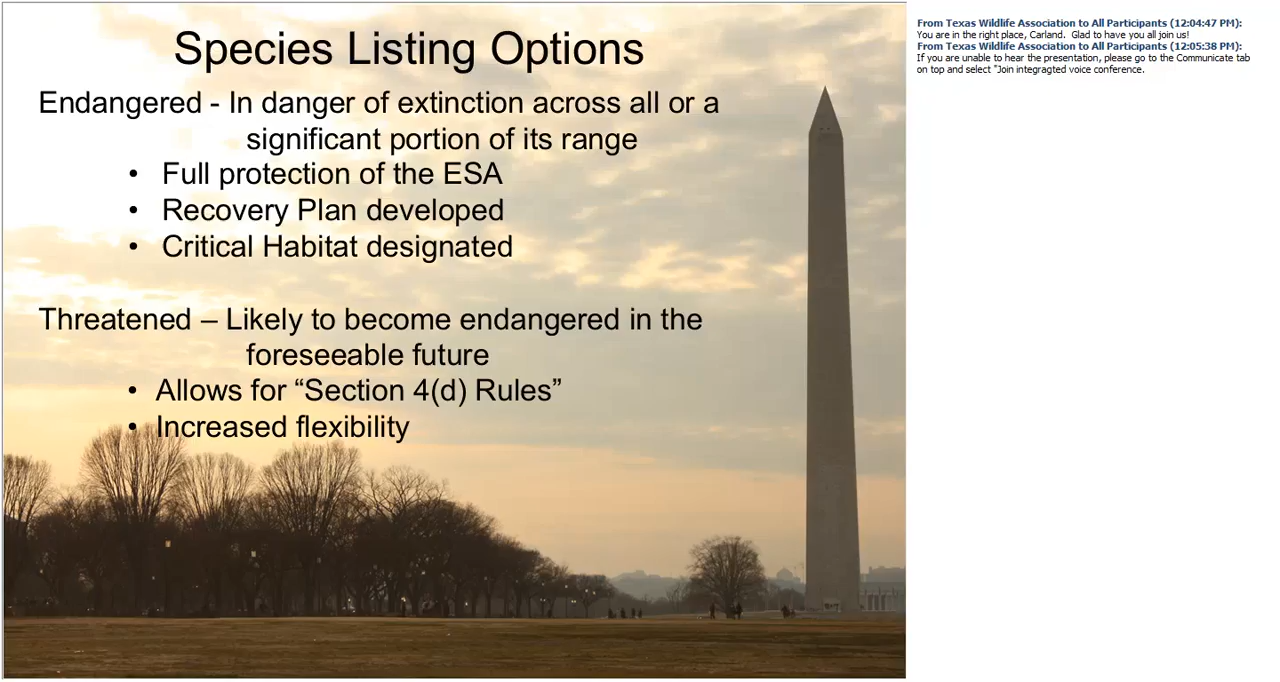 Species Listing Options
Endangered - In danger of extinction across all or a
significant portion of its range
• Full protection of the ESA
• Recovery Plan developed
• Critical Habitat designated
Threatened – Likely to become endangered in the
foreseeable future
• Allows for “Section 4(d) Rules”
• Increased flexibility
From Texas Wildlife Association to All Participants (12:04:47 PM):
You are in the right place, Carland.  Glad to have you all join us!
From Texas Wildlife Association to All Participants (12:05:38 PM):
If you are unable to hear the presentation, please go to the Communicate tab
on top and select "Join integragted voice conference.